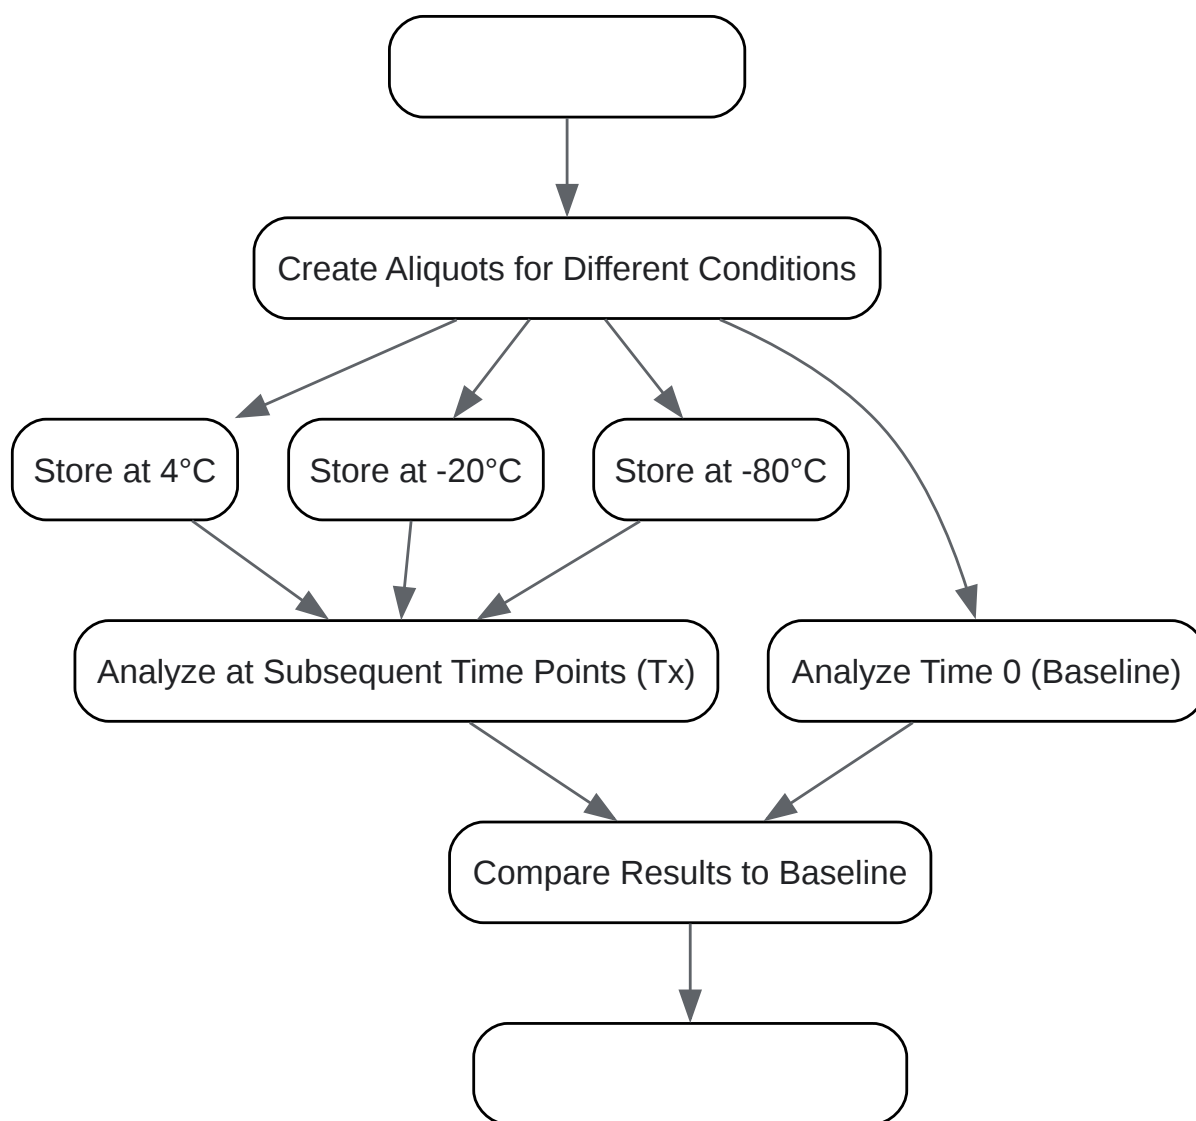 Create Aliquots for Different Conditions
Store at 4°C
Store at -20°C
Store at -80°C
Analyze at Subsequent Time Points (Tx)
Analyze Time 0 (Baseline)
Compare Results to Baseline